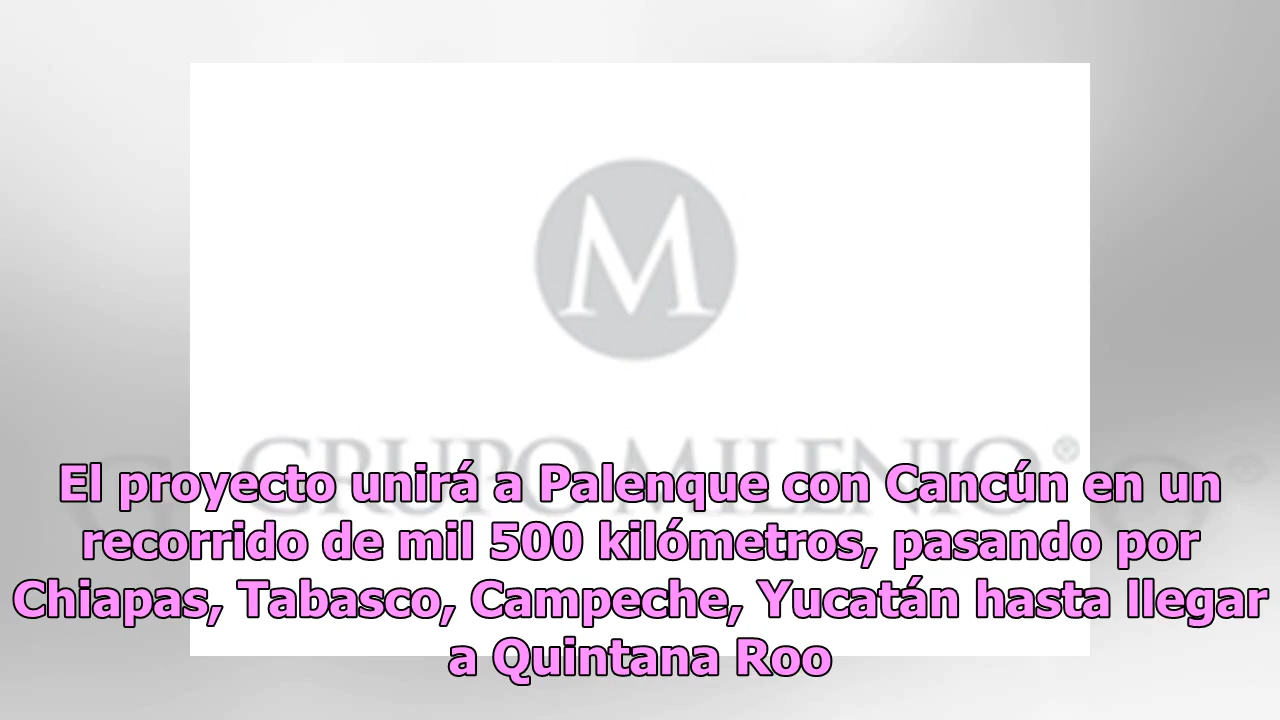 M
GRUPO MILENIO®
El proyecto unirá a Palenque con Cancún en un
recorrido de mil 500 kilómetros, pasando por
Chiapas, Tabasco, Campeche, Yucatán hasta llegar
a Quintana Roo